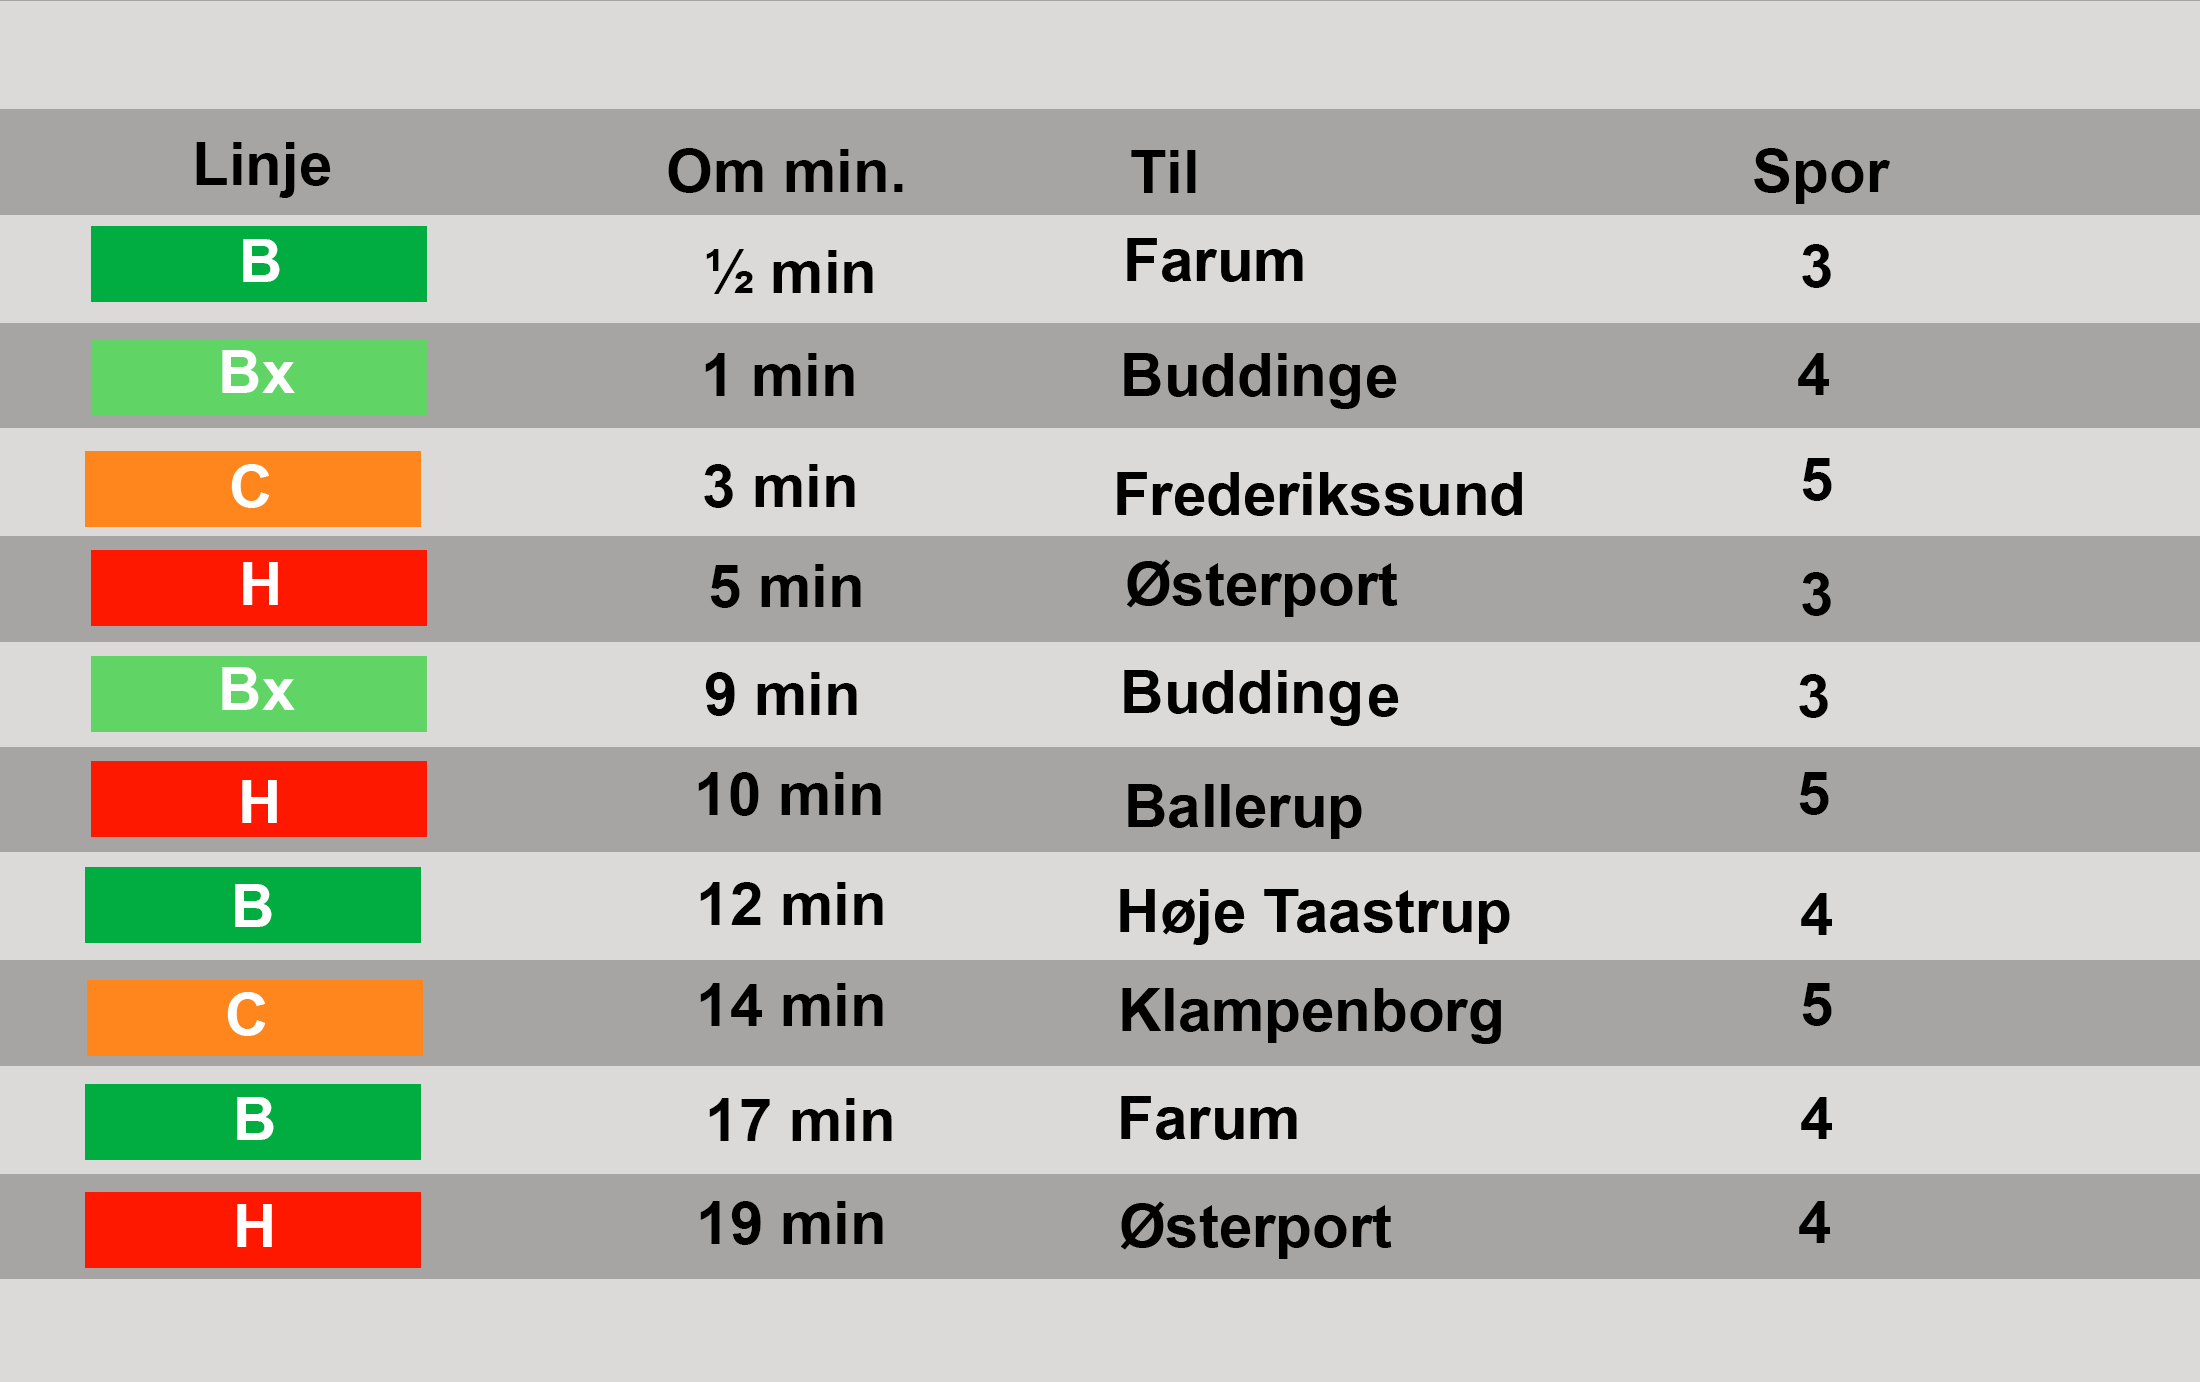 Linje Om min. Til Spor
B ½ min Farum 3
Bx 1 min Buddinge 4
C 3 min Frederikssund 5
H 5 min Østerport 3
Bx 9 min Buddinge 3
H 10 min Ballerup 5
B 12 min Høje Taastrup 4
C 14 min Klampenborg 5
B 17 min Farum 4
H 19 min Østerport 4